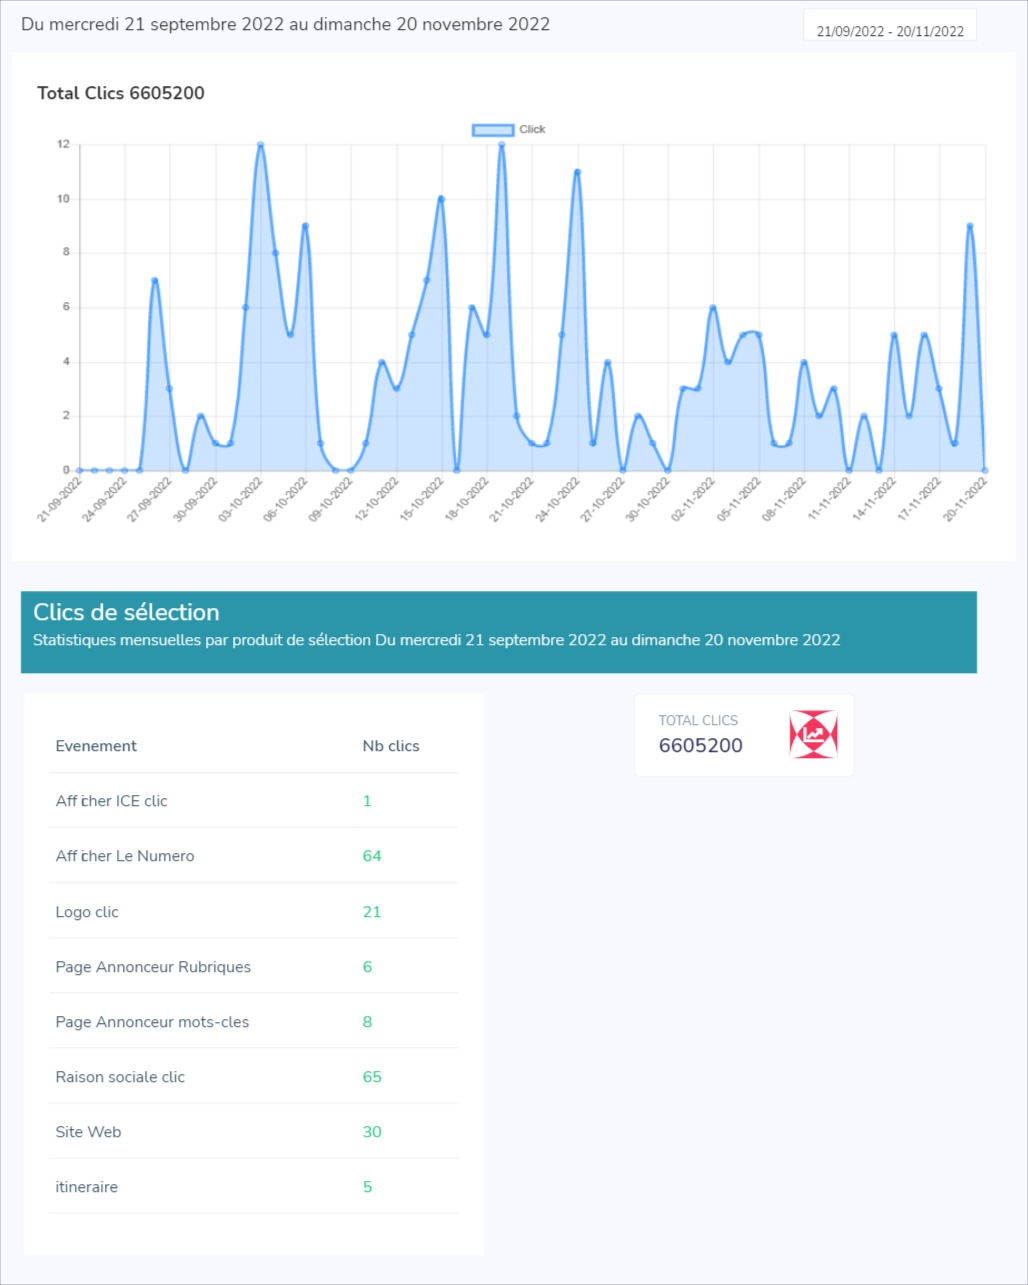 Du mercredi 21 septembre 2022 au dimanche 20 novembre 2022
21/09/2022 - 20/11/2022
Total Clics 6605200
Click
12
10
8
6
4
2
0
21-09-2022 24-09-2022 27-09-2022 30-09-2022 03-10-2022 06-10-2022 09-10-2022 12-10-2022 15-10-2022 18-10-2022 21-10-2022 24-10-2022 27-10-2022 30-10-2022 02-11-2022 05-11-2022 08-11-2022 11-11-2022 14-11-2022 17-11-2022 20-11-2022
Clics de sélection
Statistiques mensuelles par produit de sélection Du mercredi 21 septembre 2022 au dimanche 20 novembre 2022
TOTAL CLICS
6605200
Evenement Nb clics
Afficher ICE clic 1
Afficher Le Numero 64
Logo clic 21
Page Annonceur Rubriques 6
Page Annonceur mots-cles 8
Raison sociale clic 65
Site Web 30
itineraire 5